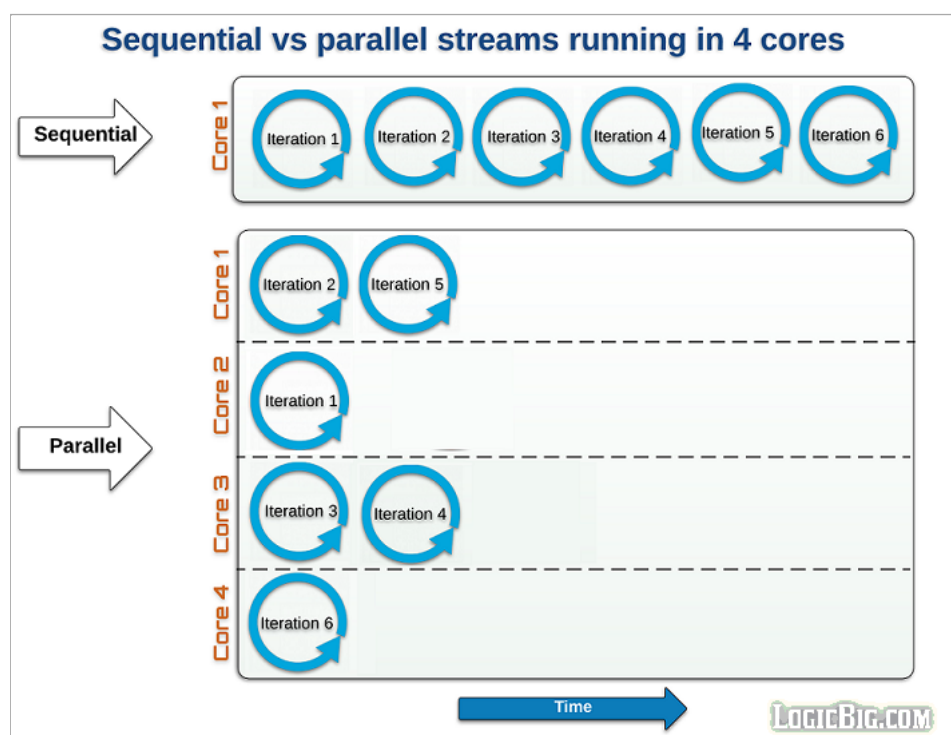 Sequential vs parallel streams running in 4 cores
Sequential
Core 1
Iteration 1
Iteration 2
Iteration 3
Iteration 4
Iteration 5
Iteration 6
Parallel
Core 1
Iteration 2
Iteration 5
Core 2
Iteration 1
Core 3
Iteration 3
Iteration 4
Core 4
Iteration 6
Time
LOGICBIG.COM